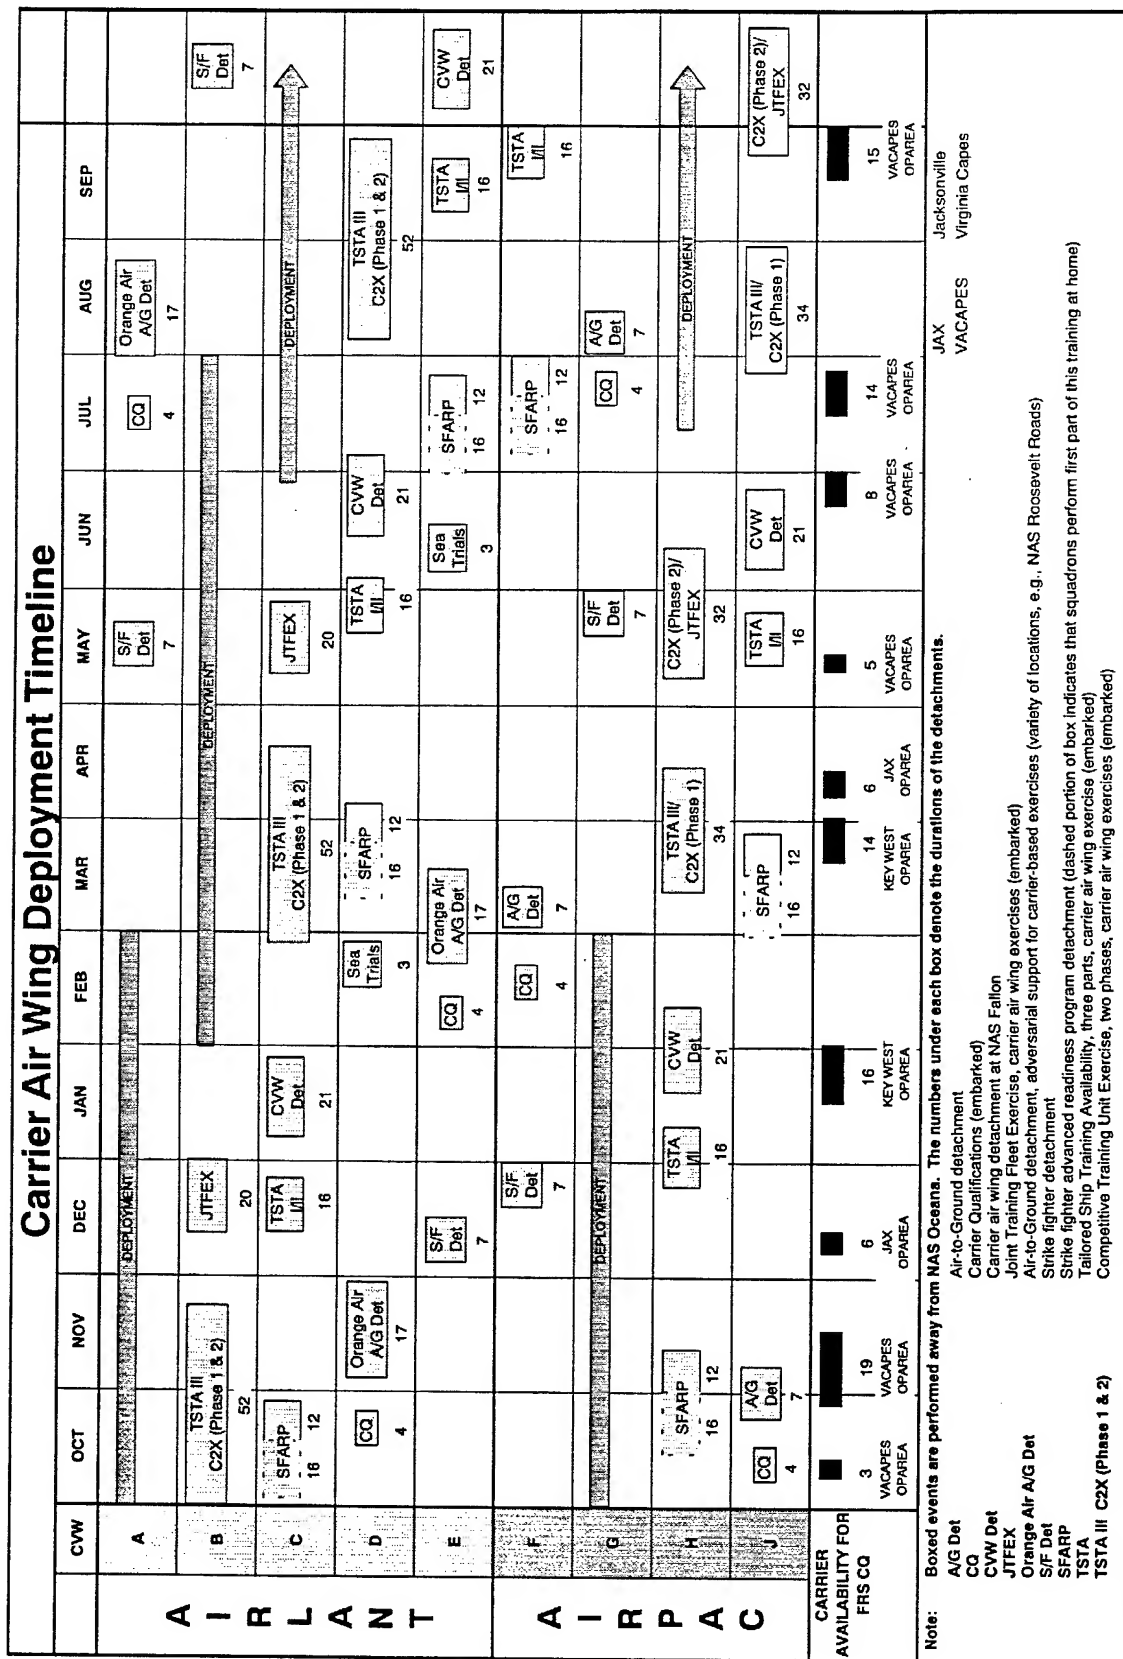 Carrier Air Wing Deployment Timeline
CVW OCT NOV DEC JAN FEB MAR APR MAY JUN JUL AUG SEP
AIRLANT
A
DEPLOYMENT
S/F
Det
7
CQ
4
Orange Air
A/G Det
17
B
TSTA III
C2X (Phase 1 & 2)
52
JTFEX
20
DEPLOYMENT
S/F
Det
7
C
SFARP
16 12
TSTA
I/II
16
CVW
Det
21
TSTA III
C2X (Phase 1 & 2)
52
JTFEX
20
DEPLOYMENT
D
CQ
4
Orange Air
A/G Det
17
Sea
Trials
3
SFARP
16 12
TSTA
I/II
16
CVW
Det
21
TSTA III
C2X (Phase 1 & 2)
52
E
S/F
Det
7
CQ
4
Orange Air
A/G Det
17
Sea
Trials
3
SFARP
16 12
TSTA
I/II
16
CVW
Det
21
AIRPAC
F
S/F
Det
7
CQ
4
A/G
Det
7
SFARP
16 12
TSTA
I/II
16
G
DEPLOYMENT
S/F
Det
7
CQ
4
A/G
Det
7
H
SFARP
16 12
TSTA
I/II
16
CVW
Det
21
TSTA III/
C2X (Phase 1)
34
C2X (Phase 2)/
JTFEX
32
DEPLOYMENT
J
CQ
4
A/G
Det
7
SFARP
16 12
TSTA
I/II
16
CVW
Det
21
TSTA III/
C2X (Phase 1)
34
C2X (Phase 2)/
JTFEX
32
CARRIER
AVAILABILITY FOR
FRS CQ
3
VACAPES
OPAREA
19
VACAPES
OPAREA
6
JAX
OPAREA
16
KEY WEST
OPAREA
14
KEY WEST
OPAREA
6
JAX
OPAREA
5
VACAPES
OPAREA
8
VACAPES
OPAREA
14
VACAPES
OPAREA
15
VACAPES
OPAREA
Note: Boxed events are performed away from NAS Oceana. The numbers under each box denote the durations of the detachments.
A/G Det Air-to-Ground detachment
CQ Carrier Qualifications (embarked)
CVW Det Carrier air wing detachment at NAS Fallon
JTFEX Joint Training Fleet Exercise, carrier air wing exercises (embarked)
Orange Air A/G Det Air-to-Ground detachment, adversarial support for carrier-based exercises (variety of locations, e.g., NAS Roosevelt Roads)
S/F Det Strike fighter detachment
SFARP Strike fighter advanced readiness program detachment (dashed portion of box indicates that squadrons perform first part of this training at home)
TSTA Tailored Ship Training Availability, three parts, carrier air wing exercise (embarked)
TSTA III C2X (Phase 1 & 2) Competitive Training Unit Exercise, two phases, carrier air wing exercises (embarked)
JAX Jacksonville
VACAPES Virginia Capes